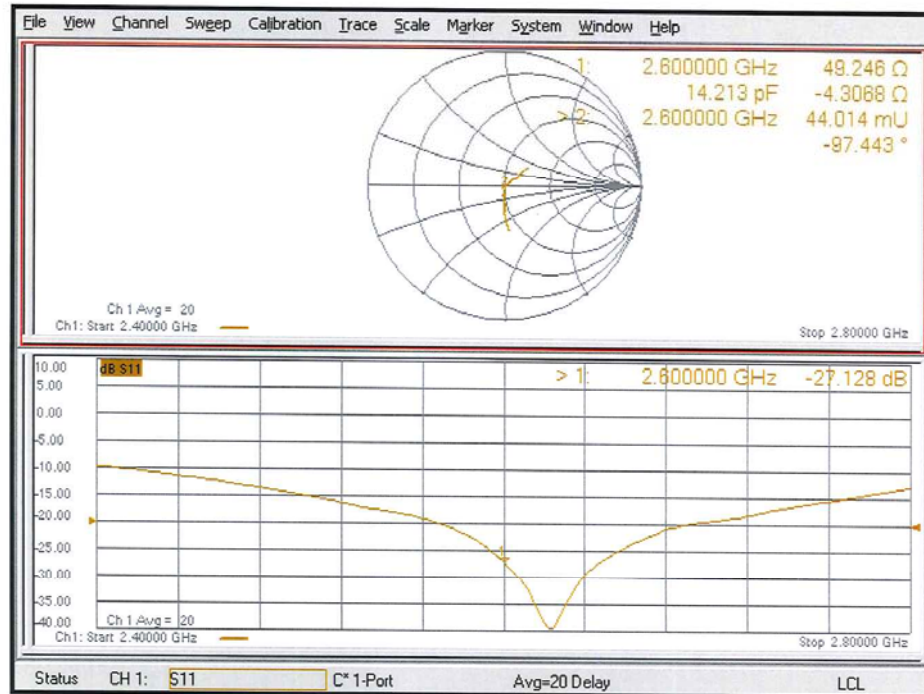 File View Channel Sweep Calibration Trace Scale Marker System Window Help
1: 2.600000 GHz 49.246 Ω
14.213 pF -4.3068 Ω
> 2: 2.600000 GHz 44.014 mU
-97.443 °
Ch 1 Avg = 20
Ch1: Start 2.40000 GHz
Stop 2.80000 GHz
10.00 dB S11
> 1: 2.600000 GHz -27.128 dB
5.00
0.00
-5.00
-10.00
-15.00
-20.00
-25.00
-30.00
-35.00
-40.00
1
Ch 1 Avg = 20
Ch1: Start 2.40000 GHz
Stop 2.80000 GHz
Status CH 1: S11 C* 1-Port Avg=20 Delay LCL